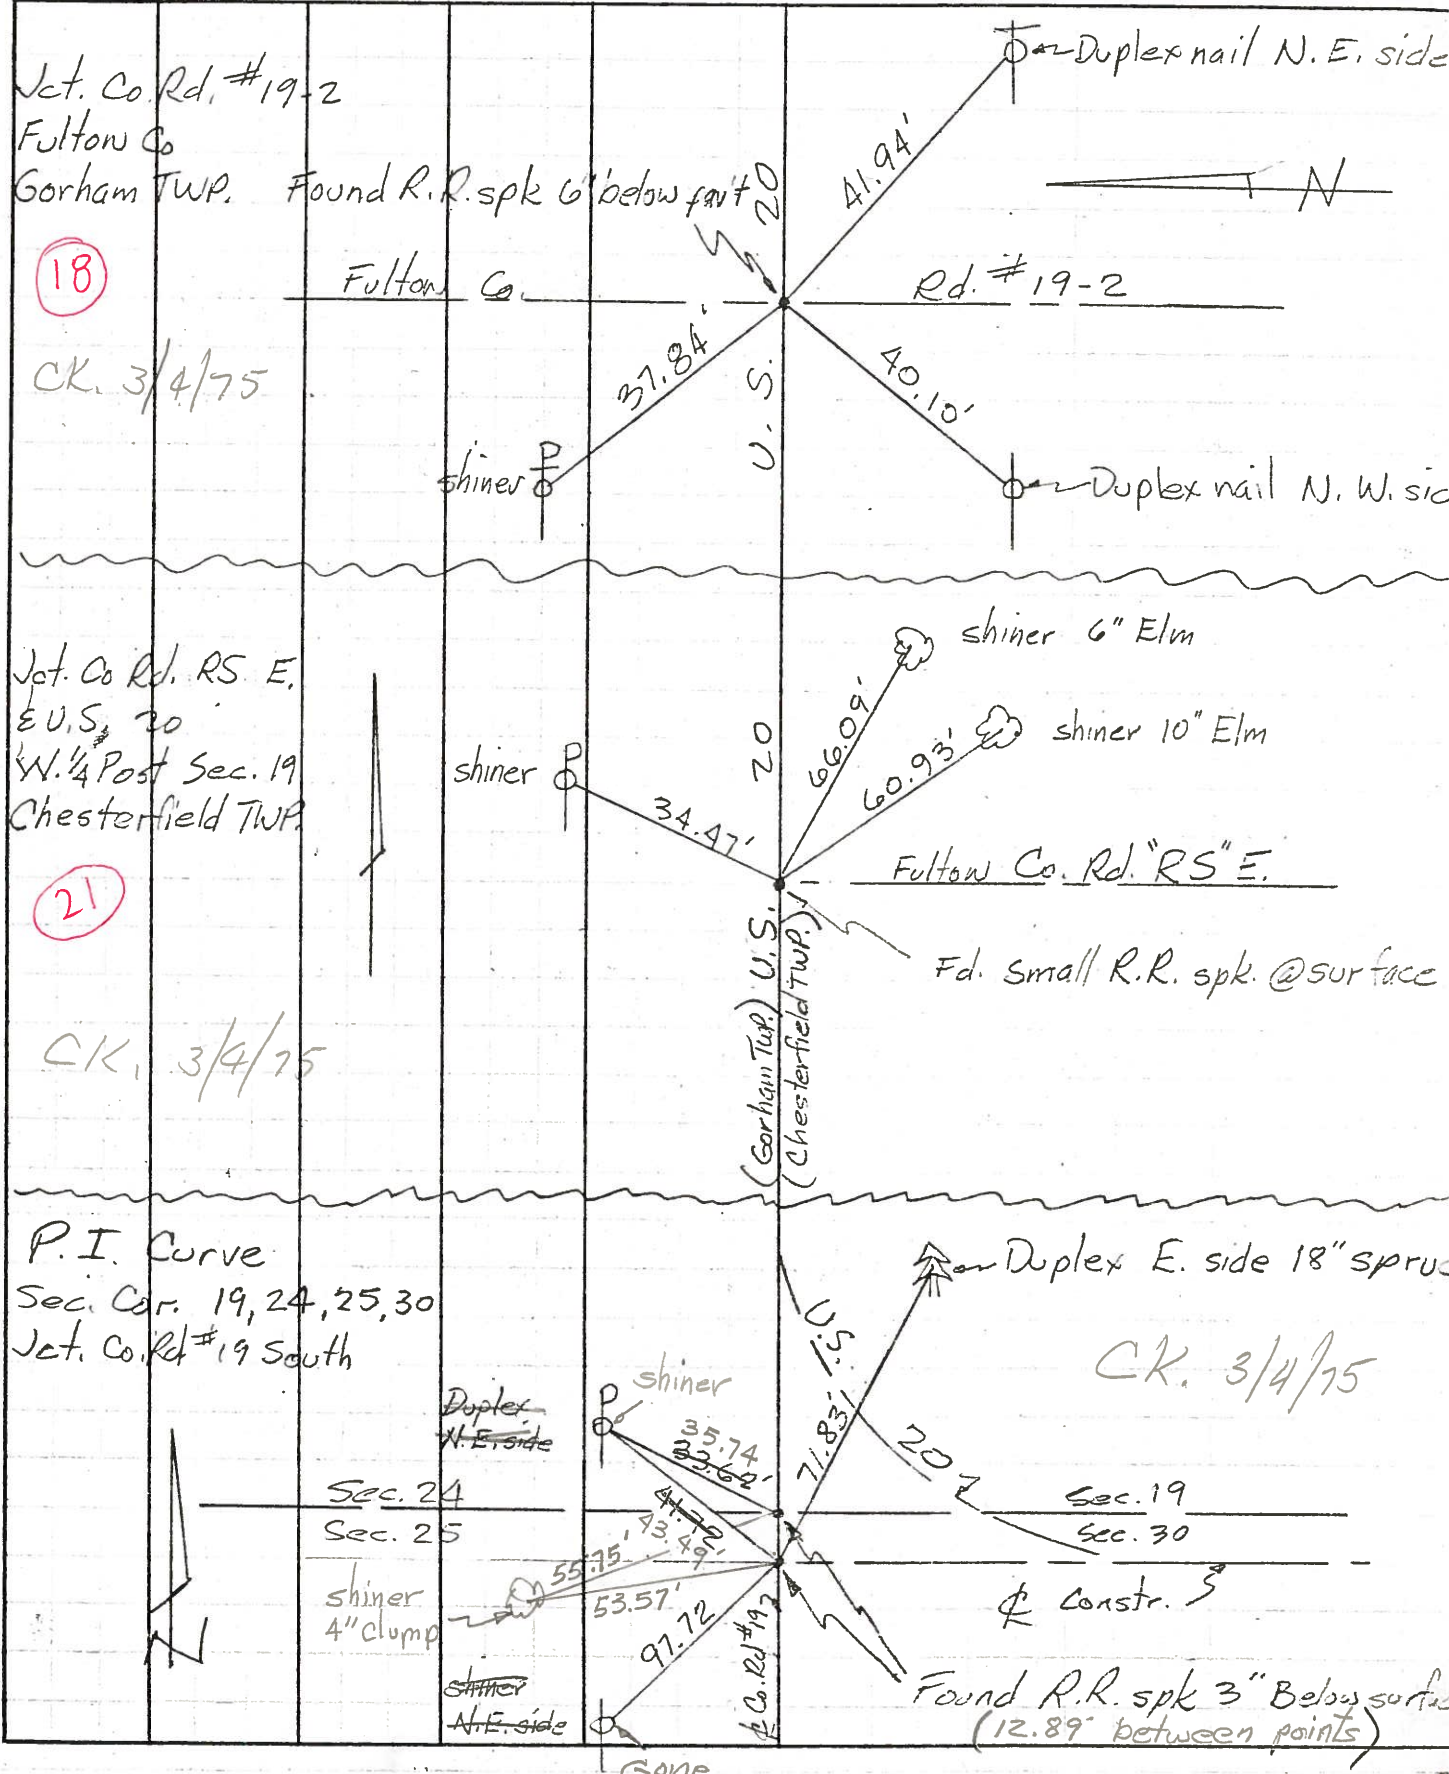 Jct. Co. Rd. #19-2
Fulton Co
Gorham TWP.
Found R.R. spk 6" below pav't
18
CK. 3/4/75
Duplex nail N.E. side
41.94'
N
U.S. 20
Fulton Co. Rd. #19-2
37.84'
40.10'
shiner
P
Duplex nail N.W. sid
Jct. Co Rd. RS E.
& U.S. 20
W. 1/4 Post Sec. 19
Chesterfield TWP.
21
CK. 3/4/75
shiner 6" Elm
shiner 10" Elm
shiner
P
66.09'
60.93'
34.47'
U.S. 20
Fulton Co. Rd. "RS" E.
Fd. Small R.R. spk. @ surface
(Gorham TWP.)
(Chesterfield TWP.)
P.I. Curve
Sec. Cor. 19, 24, 25, 30
Jct. Co. Rd #19 South
Duplex E. side 18" spruc
CK. 3/4/75
U.S. 20
shiner
P
Duplex
N.E. side
35.74
33.62'
71.83'
41.72
43.49'
Sec. 24
Sec. 25
Sec. 19
Sec. 30
55.75'
53.57'
shiner
4" clump
℄ Constr.
97.72
℄ Co. Rd #19
shiner
N.E. side
N
Found R.R. spk 3" Below surfa
(12.89' between points)
Gone